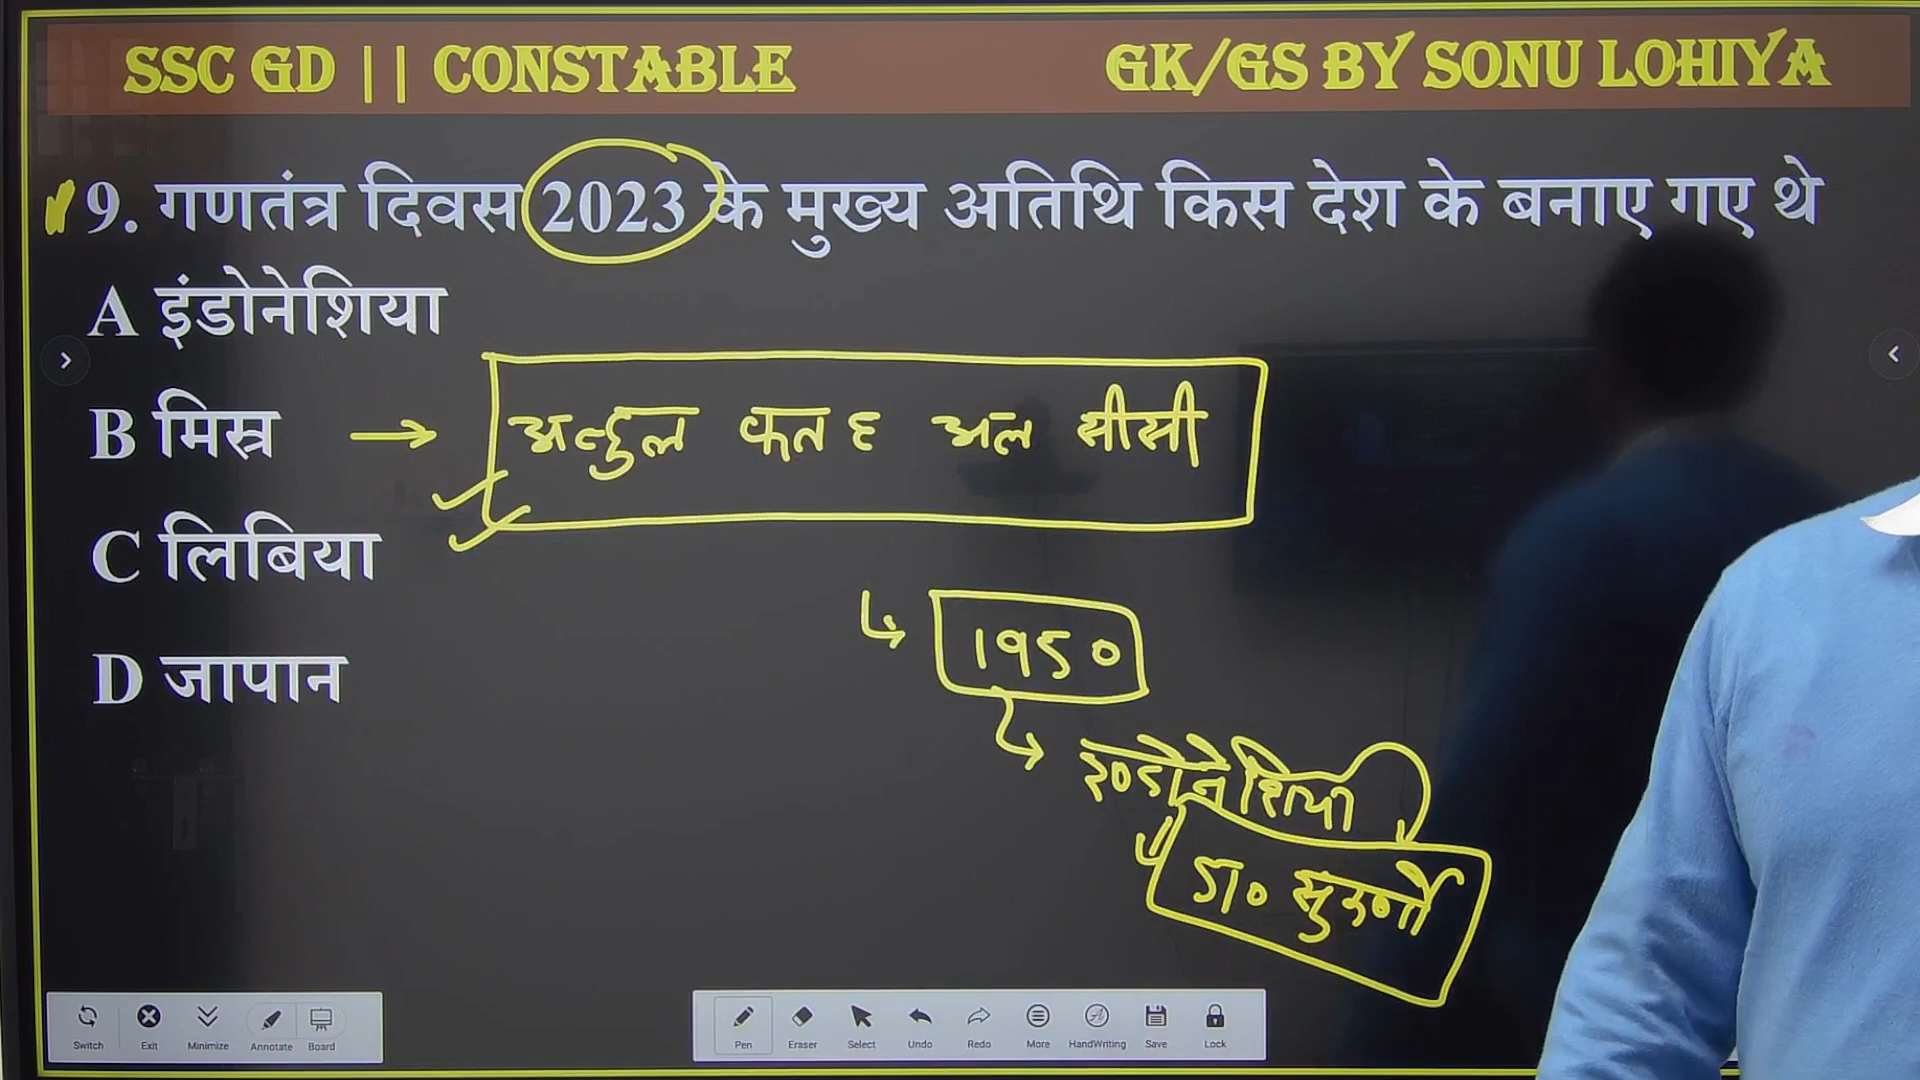 SSC GD || CONSTABLE GK/GS BY SONU LOHIYA
9. गणतंत्र दिवस 2023 के मुख्य अतिथि किस देश के बनाए गए थे
A इंडोनेशिया
B मिस्र → अब्दुल फतह अल सीसी
C लिबिया
1950
D जापान
इण्डोनेशिया
डा० सुकर्णो
Switch Exit Minimize Annotate Board Pen Eraser Select Undo Redo More HandWriting Save Lock